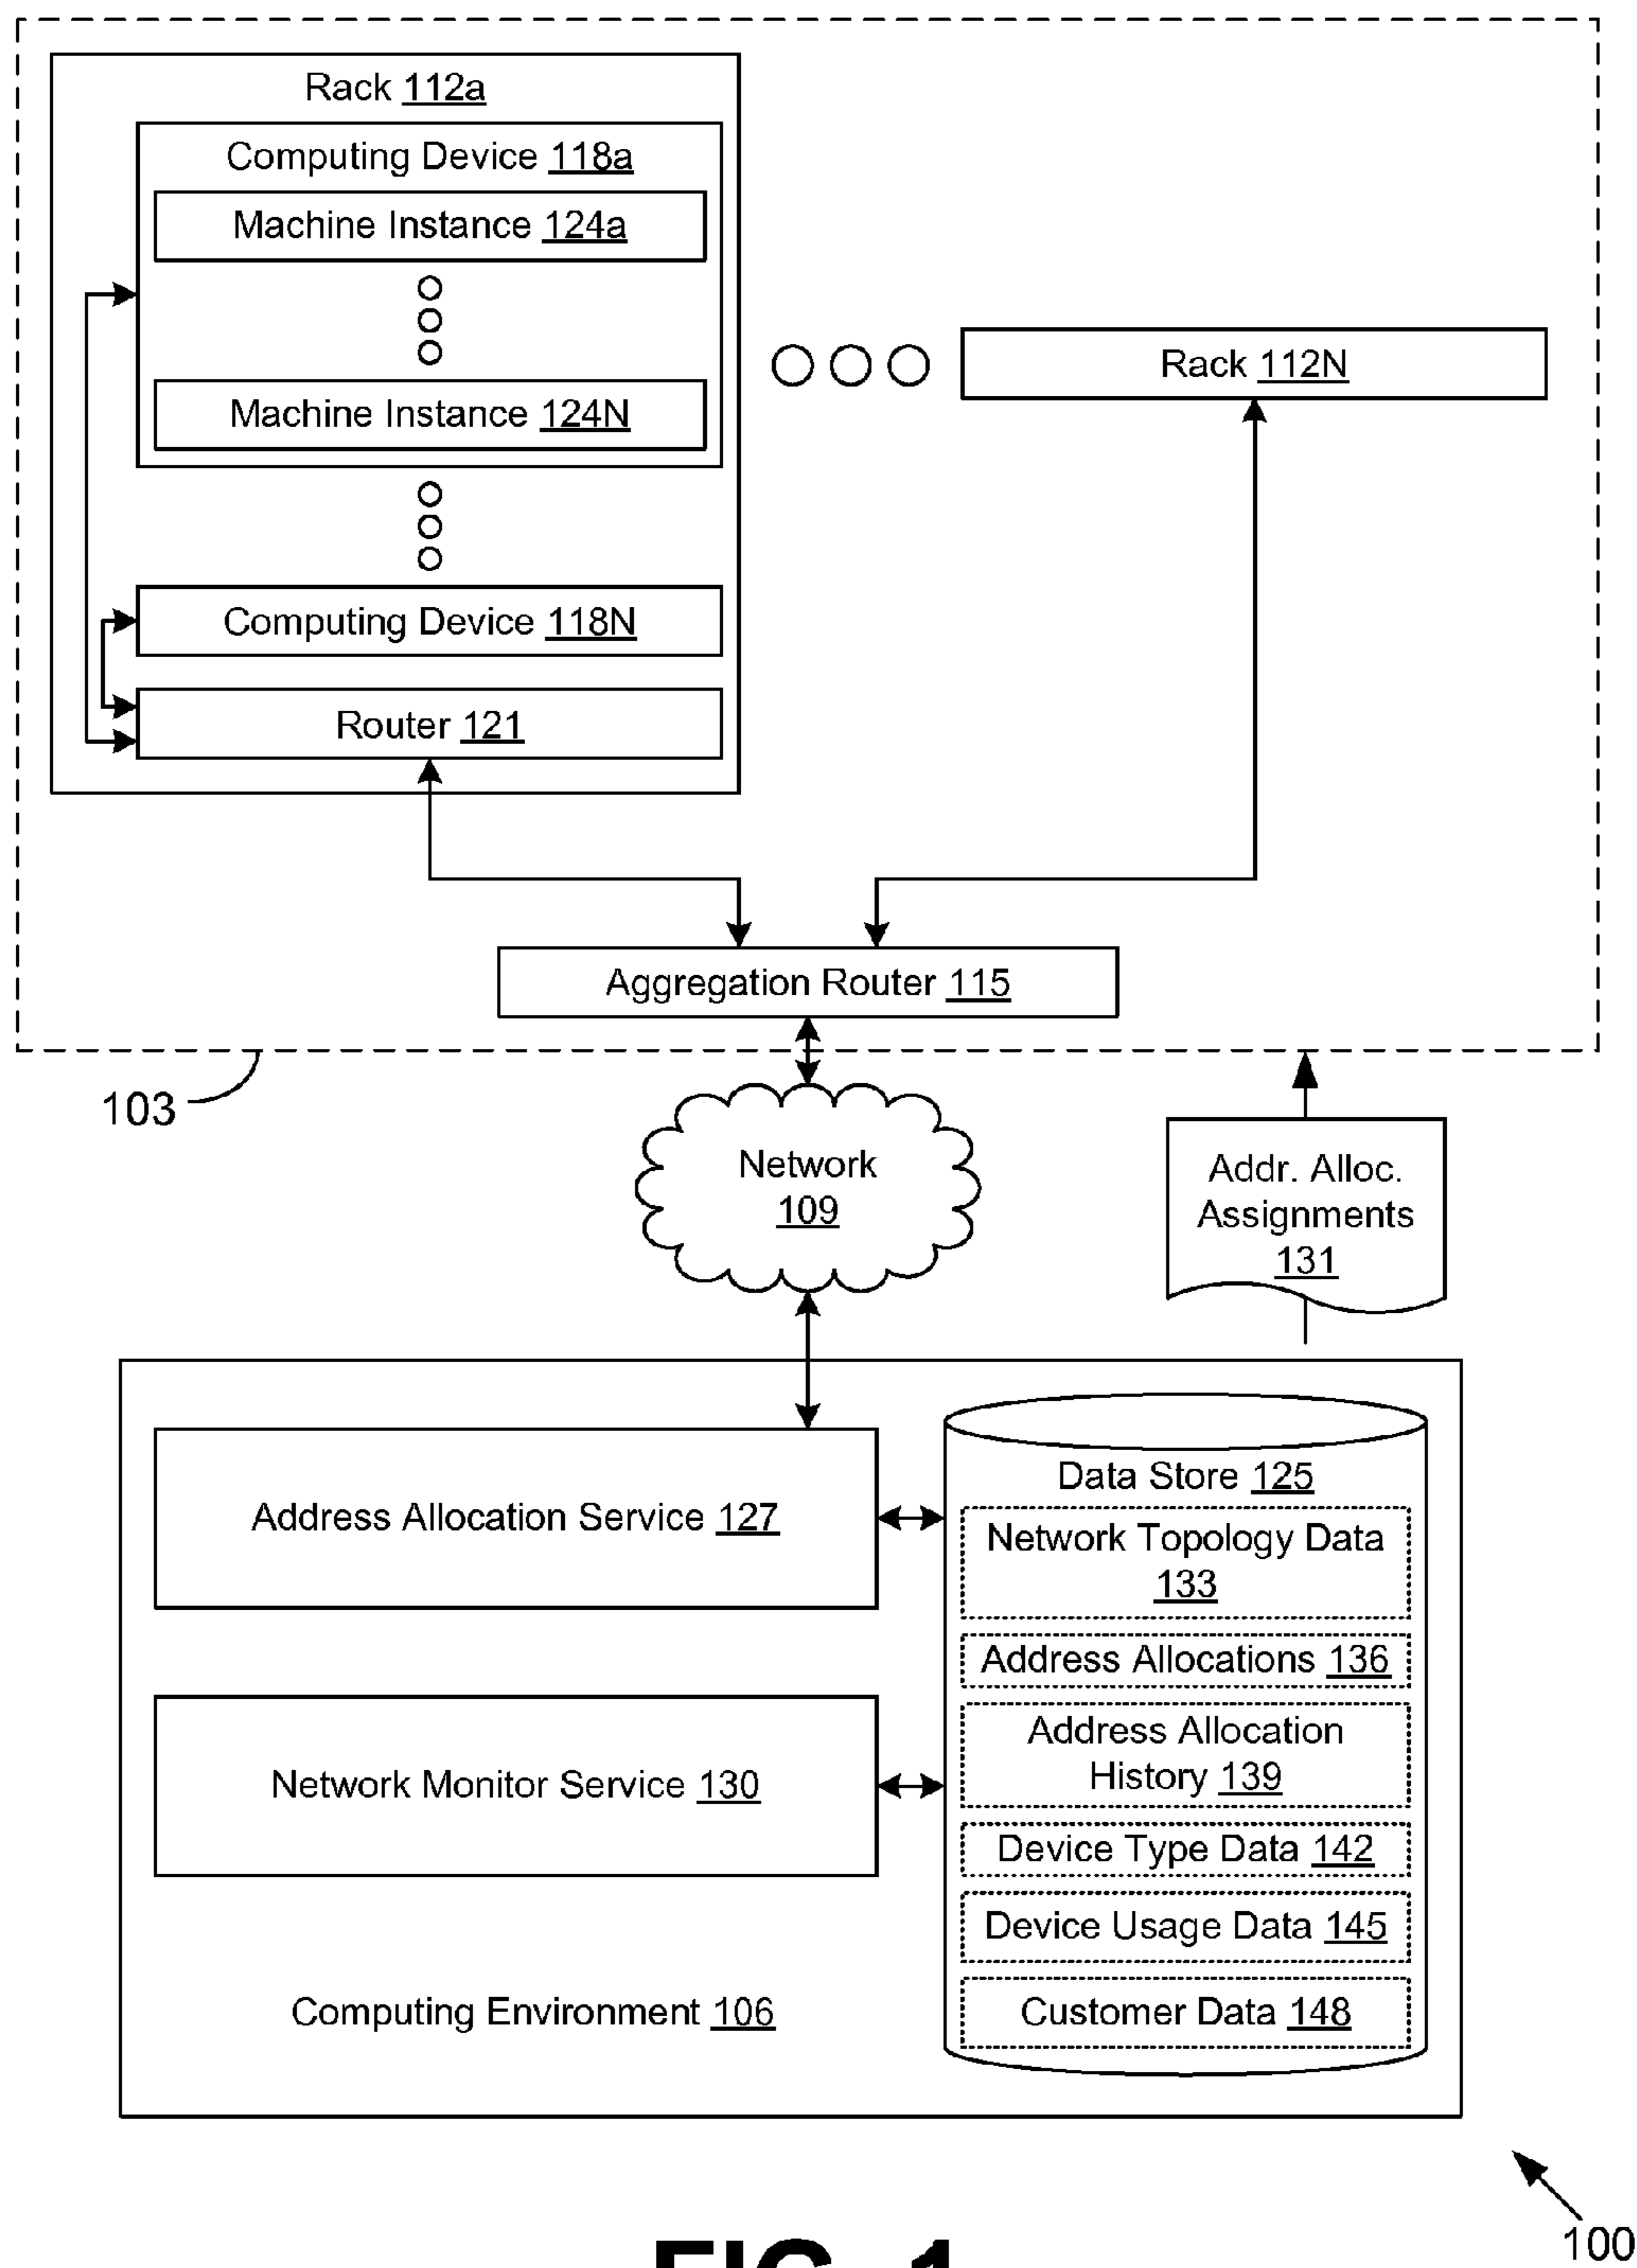 Rack 112a
Computing Device 118a
Machine Instance 124a
Machine Instance 124N
Rack 112N
Computing Device 118N
Router 121
Aggregation Router 115
103
Network
109
Addr. Alloc.
Assignments
131
Data Store 125
Address Allocation Service 127
Network Topology Data
133
Address Allocations 136
Address Allocation
History 139
Network Monitor Service 130
Device Type Data 142
Device Usage Data 145
Computing Environment 106
Customer Data 148
100
FIG. 1